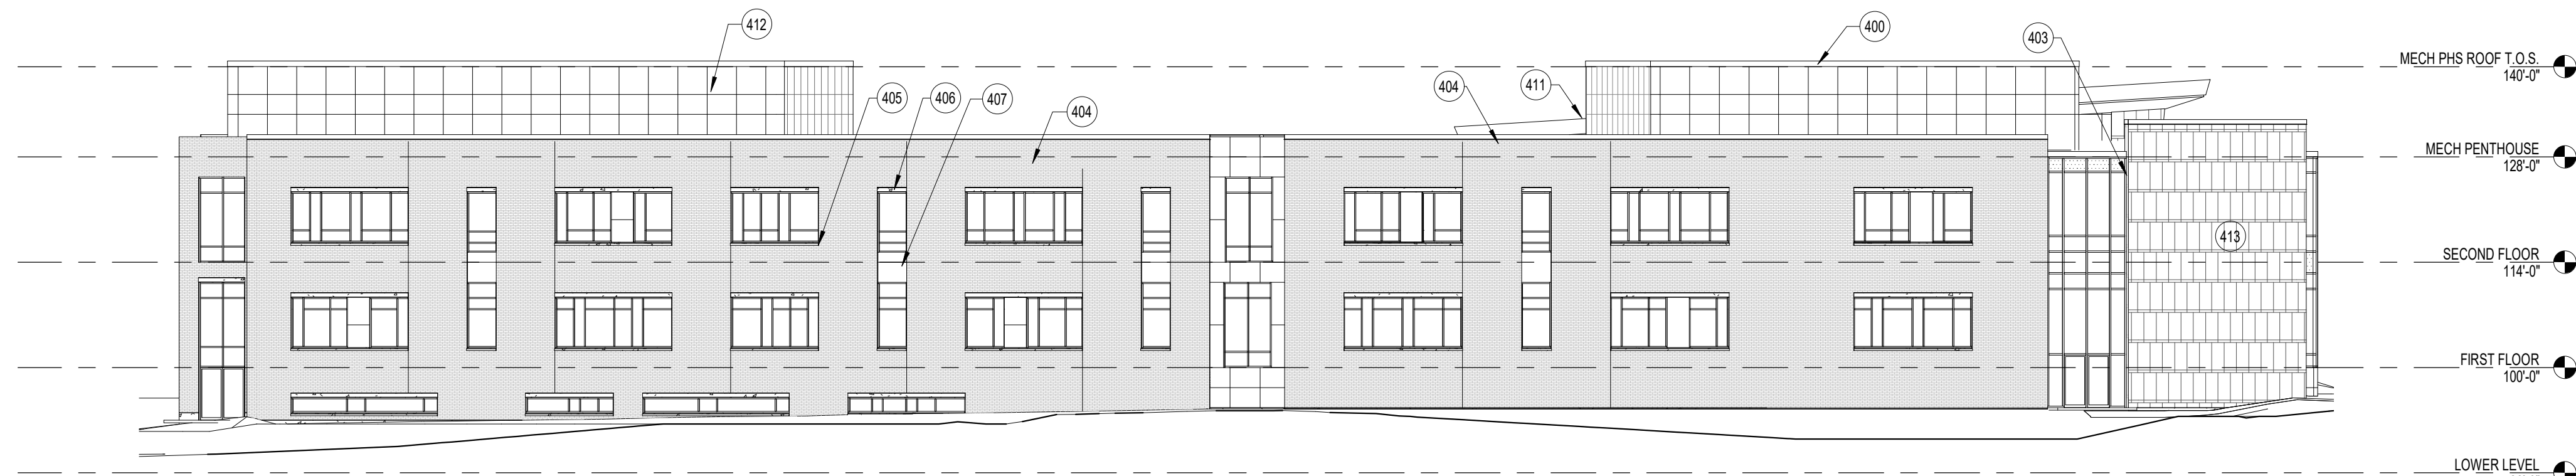 412
400
403
MECH PHS ROOF T.O.S.
140'-0"
405
406
407
404
404
411
MECH PENTHOUSE
128'-0"
413
SECOND FLOOR
114'-0"
FIRST FLOOR
100'-0"
LOWER LEVEL